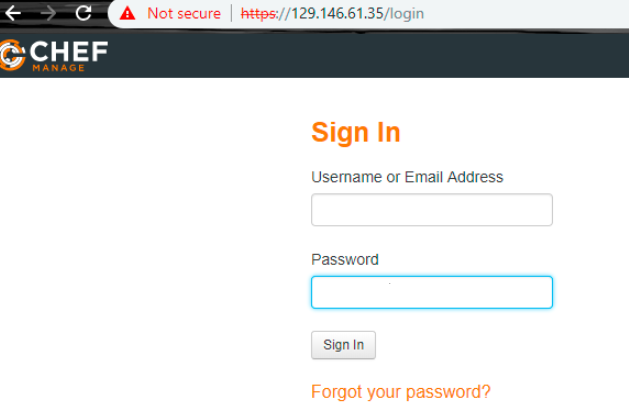 Not secure | https://129.146.61.35/login
CHEF
MANAGE
Sign In
Username or Email Address
Password
Sign In
Forgot your password?